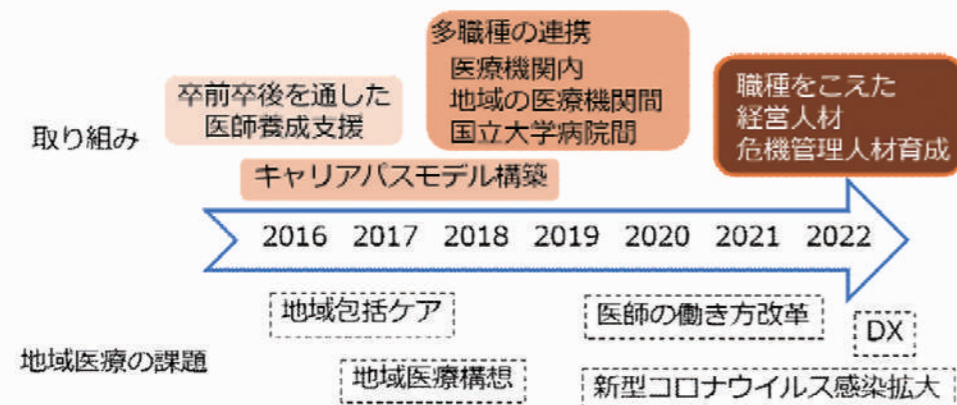 多職種の連携
医療機関内
地域の医療機関間
国立大学病院間
卒前卒後を通した
医師養成支援
職種をこえた
経営人材
危機管理人材育成
取り組み
キャリアパスモデル構築
2016 2017 2018 2019 2020 2021 2022
地域包括ケア
医師の働き方改革
DX
地域医療の課題
地域医療構想
新型コロナウイルス感染拡大